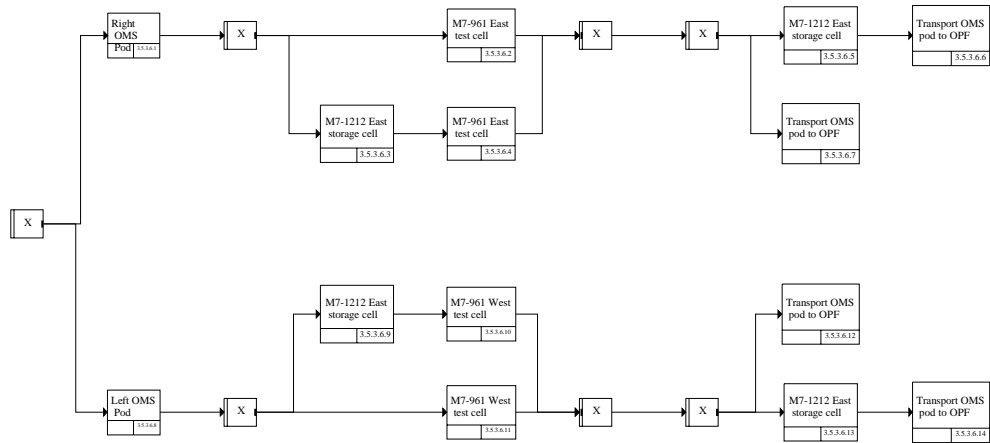 Right
OMS
Pod
3.5.3.6.1
X
M7-961 East
test cell
3.5.3.6.2
X
X
M7-1212 East
storage cell
3.5.3.6.5
Transport OMS
pod to OPF
3.5.3.6.6
M7-1212 East
storage cell
3.5.3.6.3
M7-961 East
test cell
3.5.3.6.4
Transport OMS
pod to OPF
3.5.3.6.7
X
M7-1212 East
storage cell
3.5.3.6.9
M7-961 West
test cell
3.5.3.6.10
Transport OMS
pod to OPF
3.5.3.6.12
Left OMS
Pod
3.5.3.6.8
X
M7-961 West
test cell
3.5.3.6.11
X
X
M7-1212 East
storage cell
3.5.3.6.13
Transport OMS
pod to OPF
3.5.3.6.14